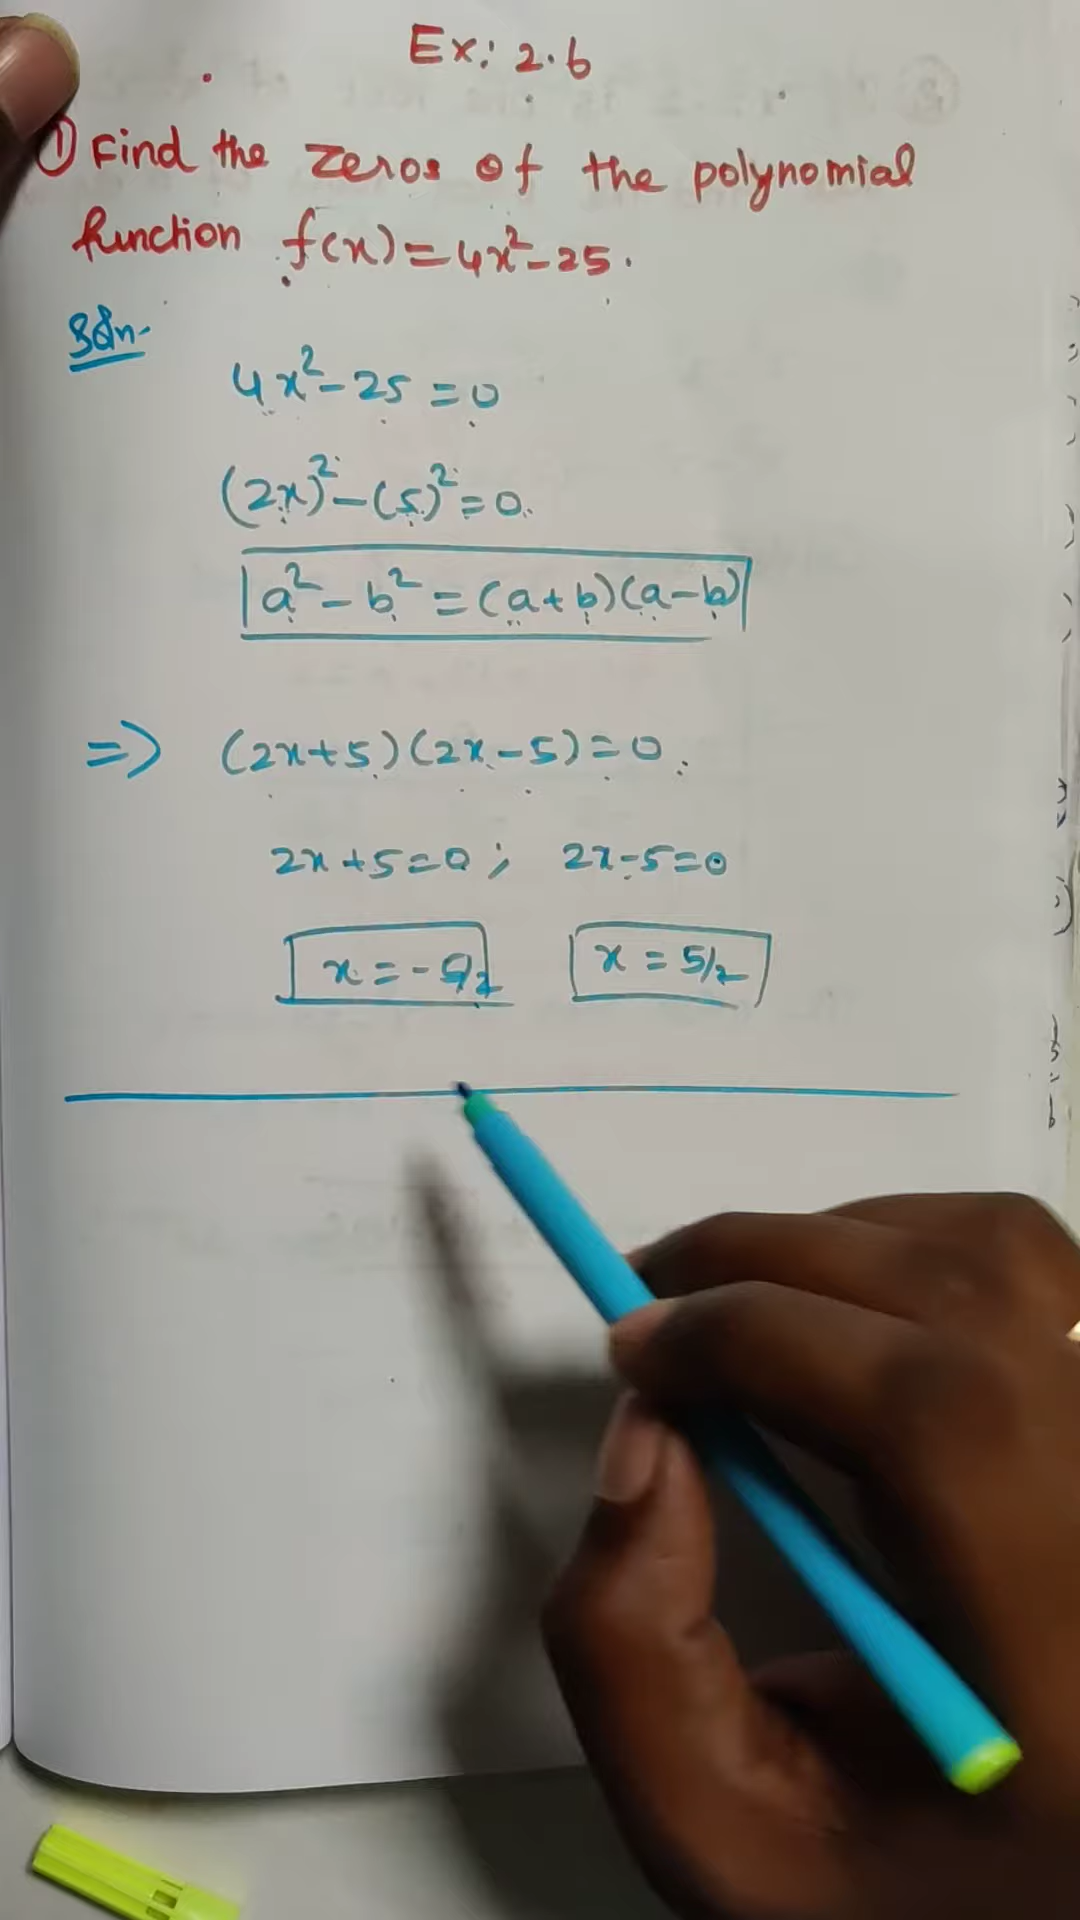 Ex: 2.6
① Find the zeros of the polynomial
function f(x)=4x²-25.
Soln-
4x²-25=0
(2x)²-(5)²=0.
a²-b²=(a+b)(a-b)
=> (2x+5)(2x-5)=0.
2x+5=0; 2x-5=0
x=-5/2 x=5/2